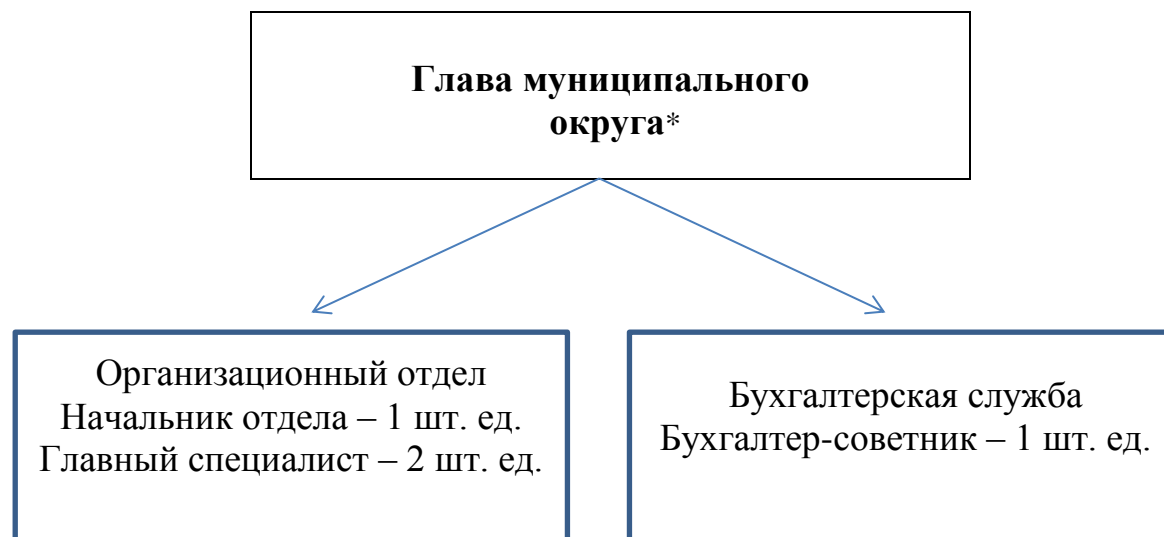 Глава муниципального
округа*
Организационный отдел
Начальник отдела – 1 шт. ед.
Главный специалист – 2 шт. ед.
Бухгалтерская служба
Бухгалтер-советник – 1 шт. ед.